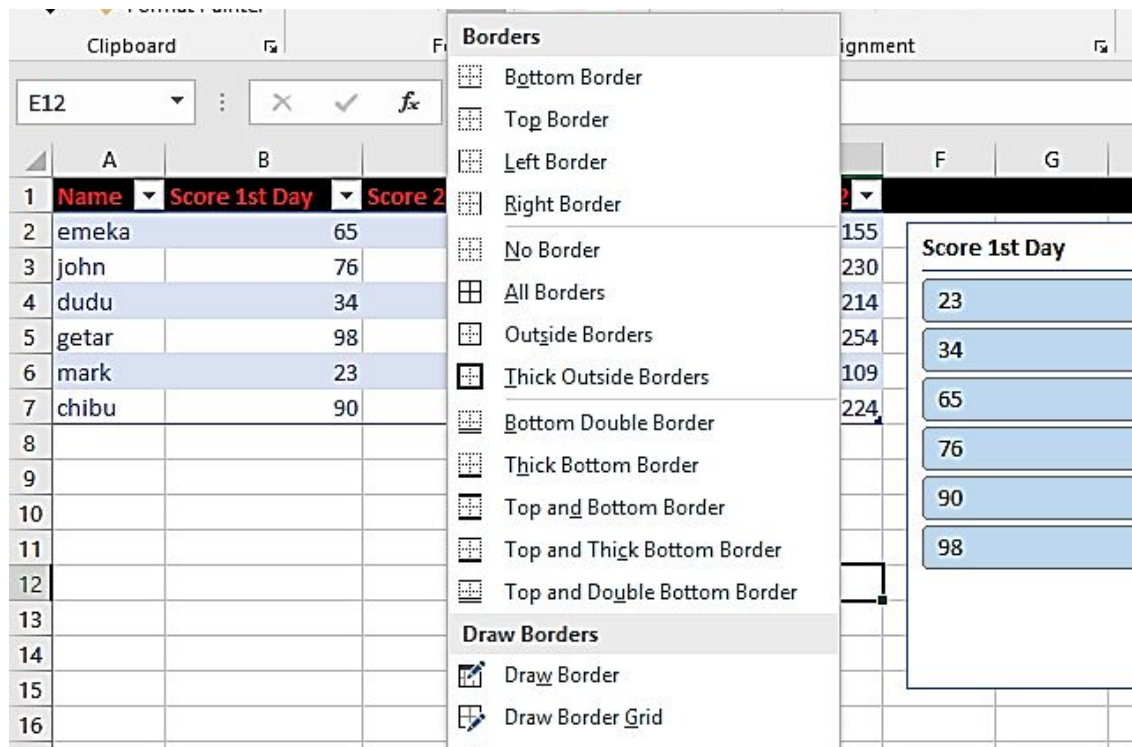 Format Painter
Clipboard
Borders
ignment
E12
fx
Bottom Border
Top Border
Left Border
Right Border
No Border
All Borders
Outside Borders
Thick Outside Borders
Bottom Double Border
Thick Bottom Border
Top and Bottom Border
Top and Thick Bottom Border
Top and Double Bottom Border
Draw Borders
Draw Border
Draw Border Grid
A B F G
1 Name Score 1st Day Score 2
2 emeka 65 155
3 john 76 230
4 dudu 34 214
5 getar 98 254
6 mark 23 109
7 chibu 90 224
8
9
10
11
12
13
14
15
16
Score 1st Day
23
34
65
76
90
98